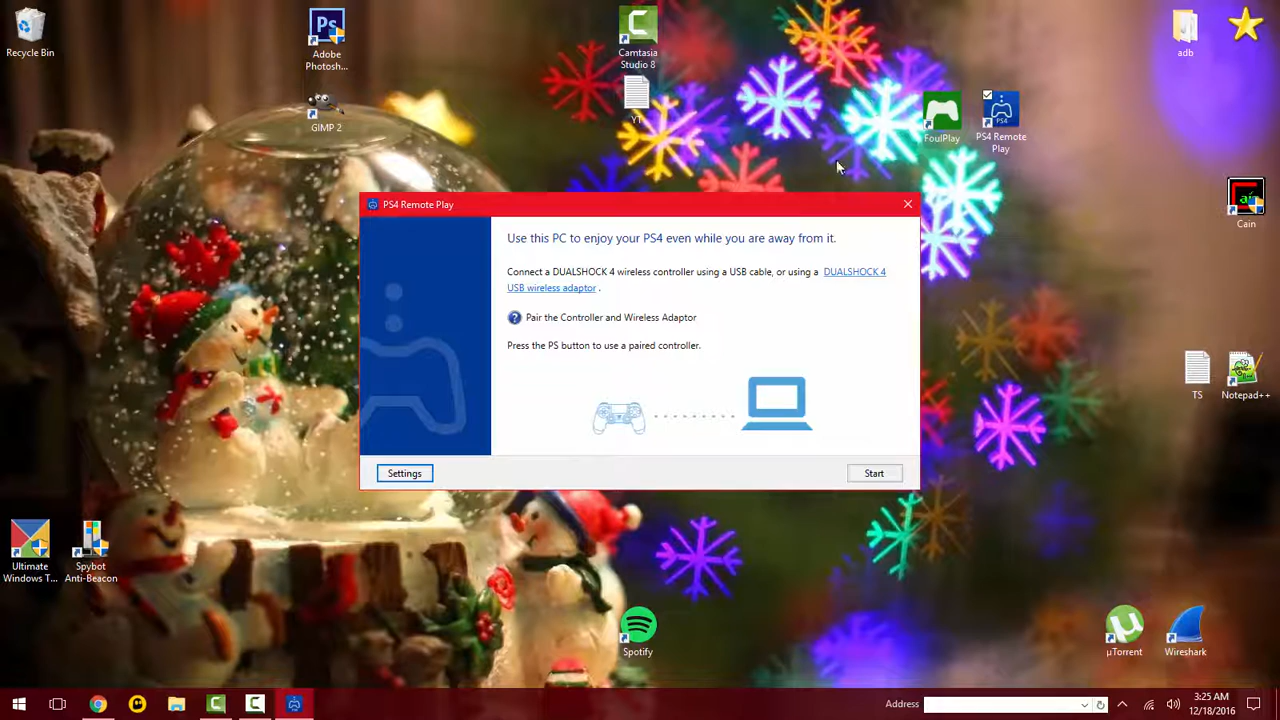 Recycle Bin
Adobe
Photosh...
GIMP 2
Camtasia
Studio 8
YT
adb
FoulPlay
PS4 Remote
Play
Cain
TS
Notepad++
PS4 Remote Play
Use this PC to enjoy your PS4 even while you are away from it.
Connect a DUALSHOCK 4 wireless controller using a USB cable, or using a DUALSHOCK 4
USB wireless adaptor .
Pair the Controller and Wireless Adaptor
Press the PS button to use a paired controller.
Settings
Start
Ultimate
Windows T...
Spybot
Anti-Beacon
Spotify
µTorrent
Wireshark
Address
3:25 AM
12/18/2016